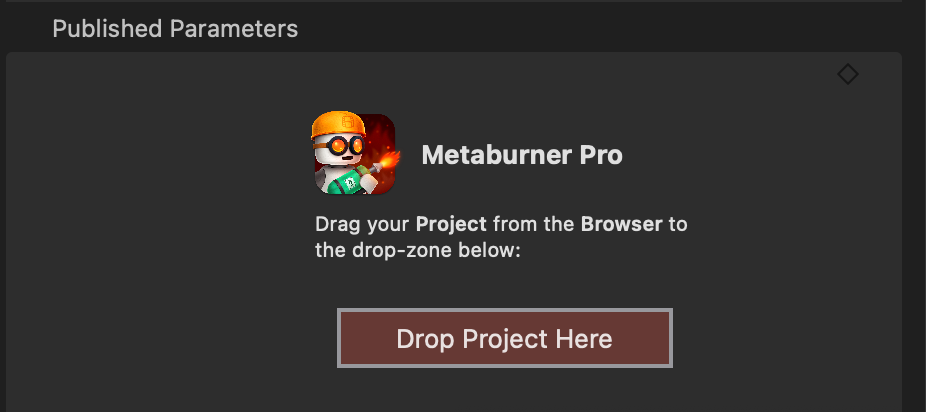 Published Parameters
Metaburner Pro
Drag your Project from the Browser to
the drop-zone below:
Drop Project Here